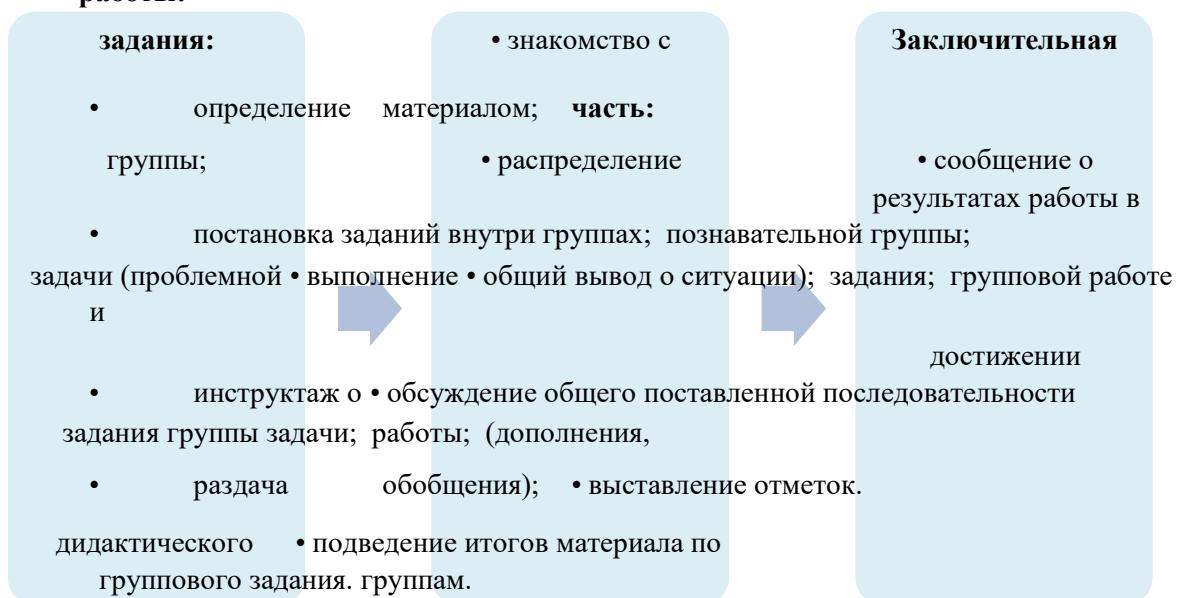 задания: • знакомство с Заключительная
• определение материалом; часть:
группы; • распределение • сообщение о
результатах работы в
• постановка заданий внутри группах; познавательной группы;
задачи (проблемной • выполнение • общий вывод о ситуации); задания; групповой работе
и
достижении
• инструктаж о • обсуждение общего поставленной последовательности
задания группы задачи; работы; (дополнения,
• раздача обобщения); • выставление отметок.
дидактического • подведение итогов материала по
группового задания. группам.